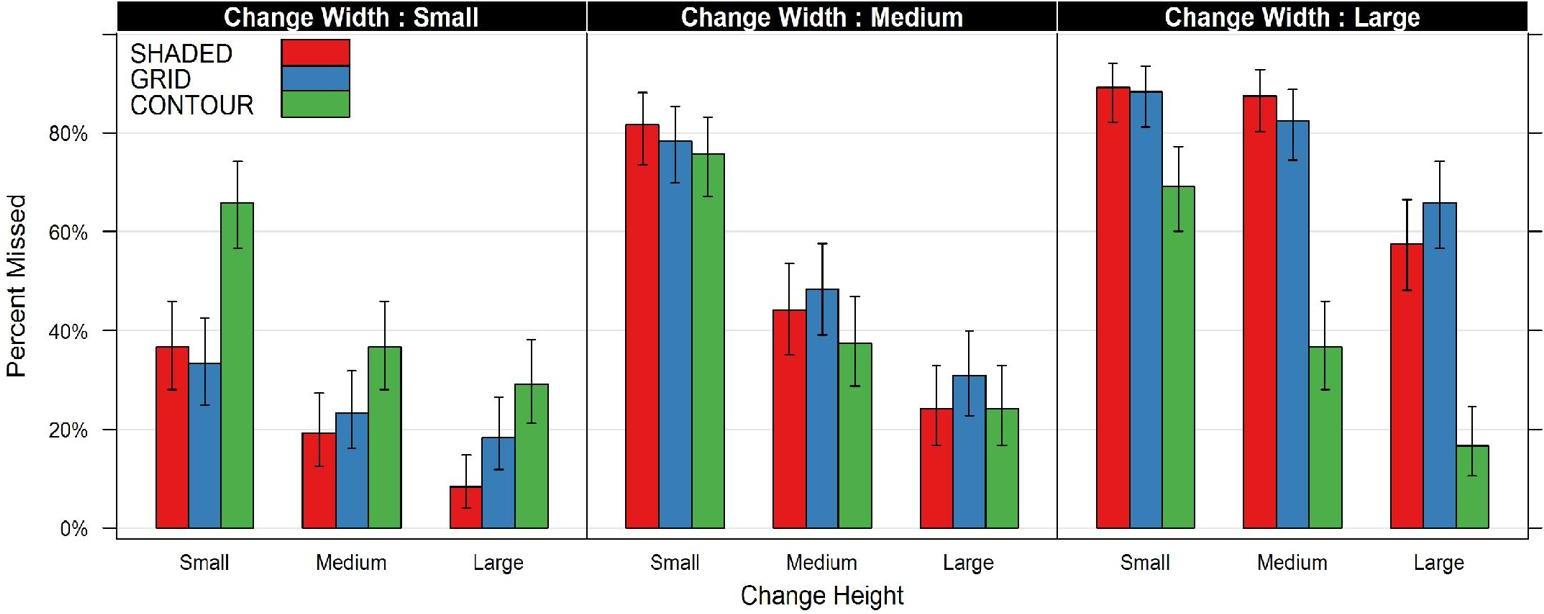 Change Width : Small
Change Width : Medium
Change Width : Large
SHADED
GRID
CONTOUR
Percent Missed
80%
60%
40%
20%
0%
Small Medium Large
Small Medium Large
Small Medium Large
Change Height